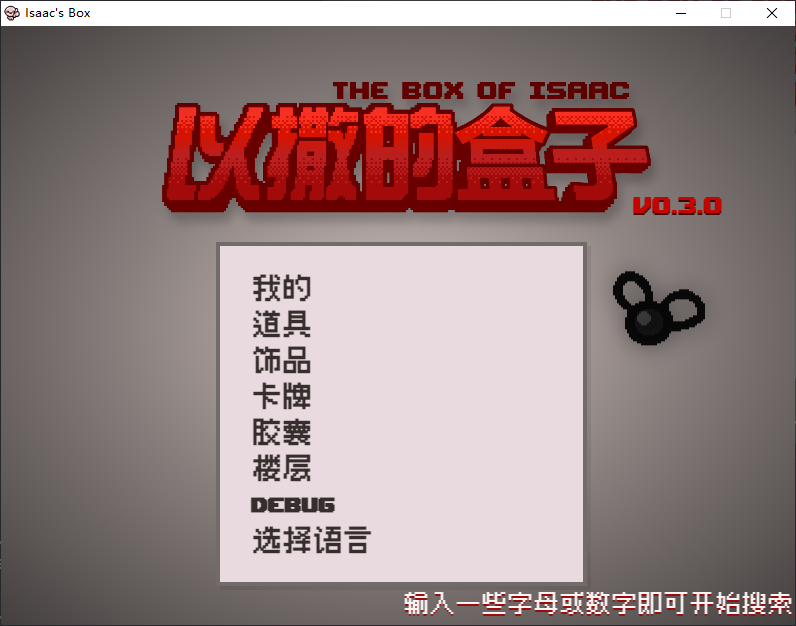 Isaac's Box
THE BOX OF ISAAC
以撒的盒子
V0.3.0
我的
道具
饰品
卡牌
胶囊
楼层
DEBUG
选择语言
输入一些字母或数字即可开始搜索